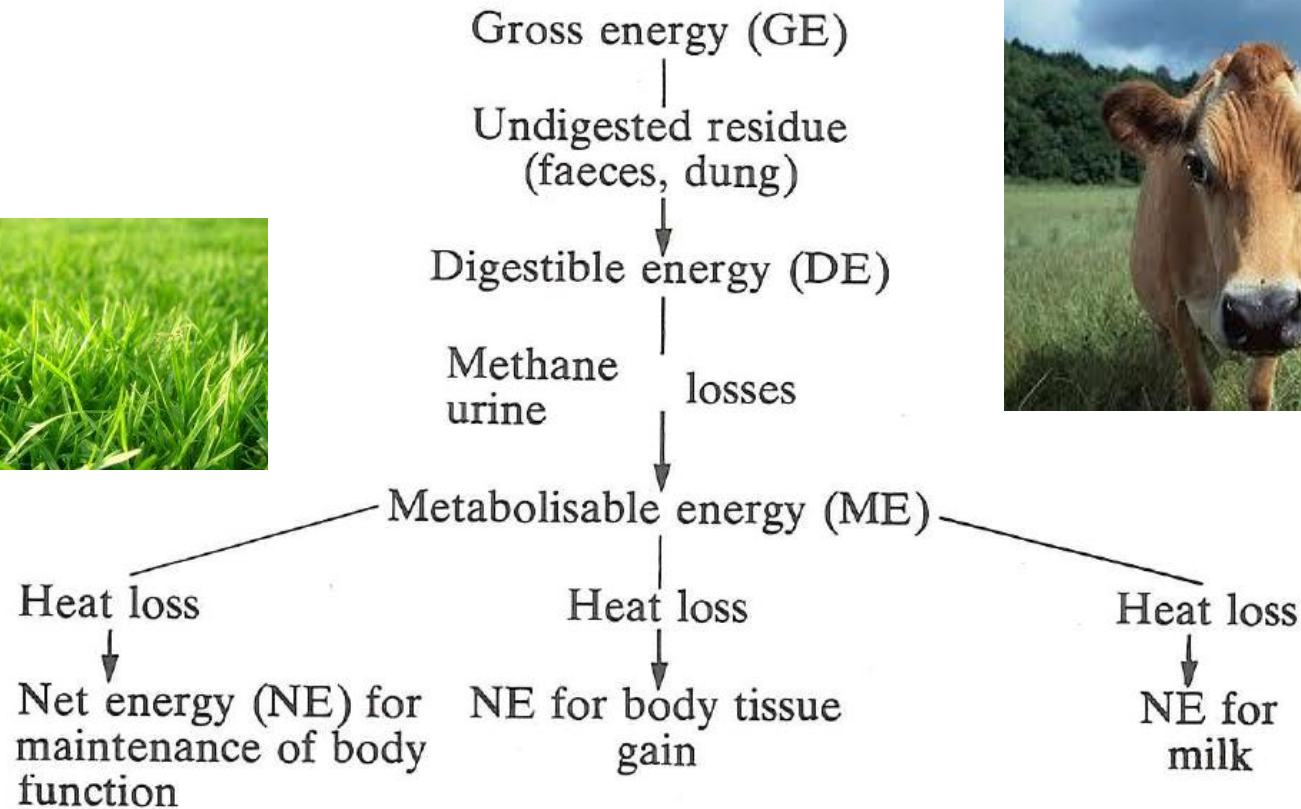 Gross energy (GE)
Undigested residue
(faeces, dung)
Digestible energy (DE)
Methane
urine
losses
Metabolisable energy (ME)
Heat loss
Heat loss
Heat loss
Net energy (NE) for
maintenance of body
function
NE for body tissue
gain
NE for
milk